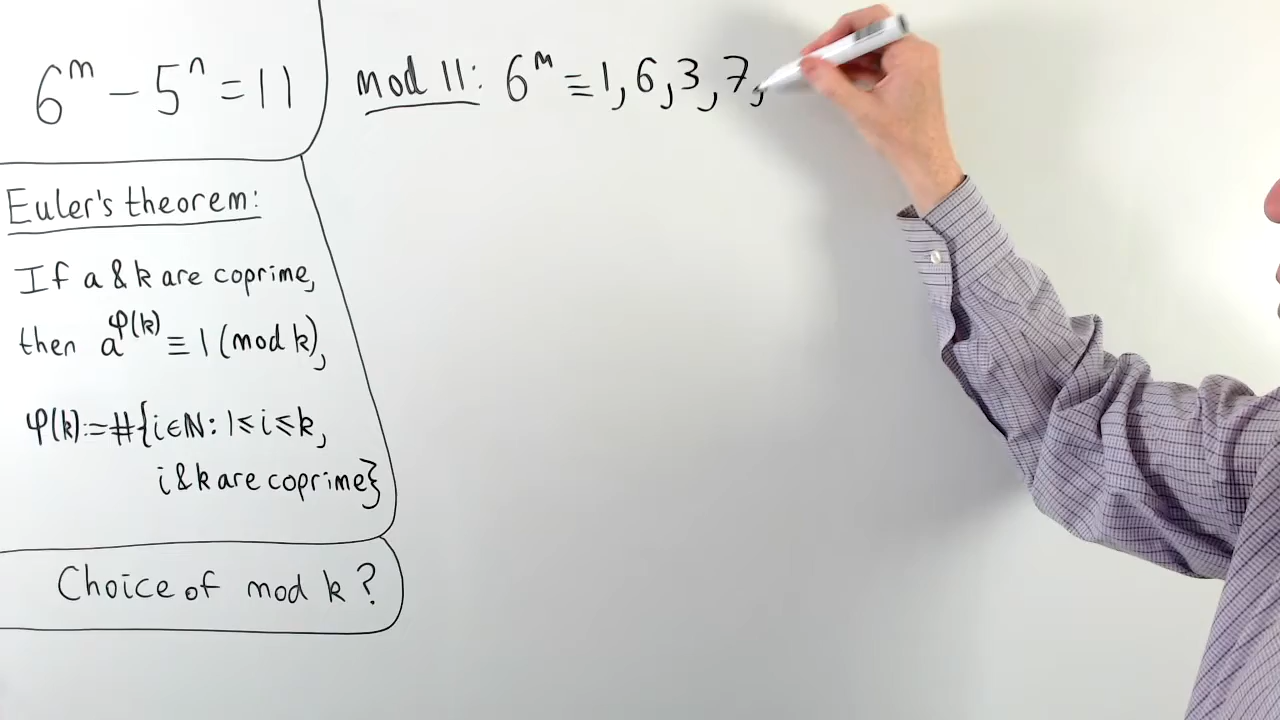 6^m - 5^n = 11
mod 11: 6^m ≡ 1, 6, 3, 7,
Euler's theorem:
If a & k are coprime,
then a^φ(k) ≡ 1 (mod k),
φ(k) := #{i ∈ ℕ: 1 ⩽ i ⩽ k,
i & k are coprime}
Choice of mod k?